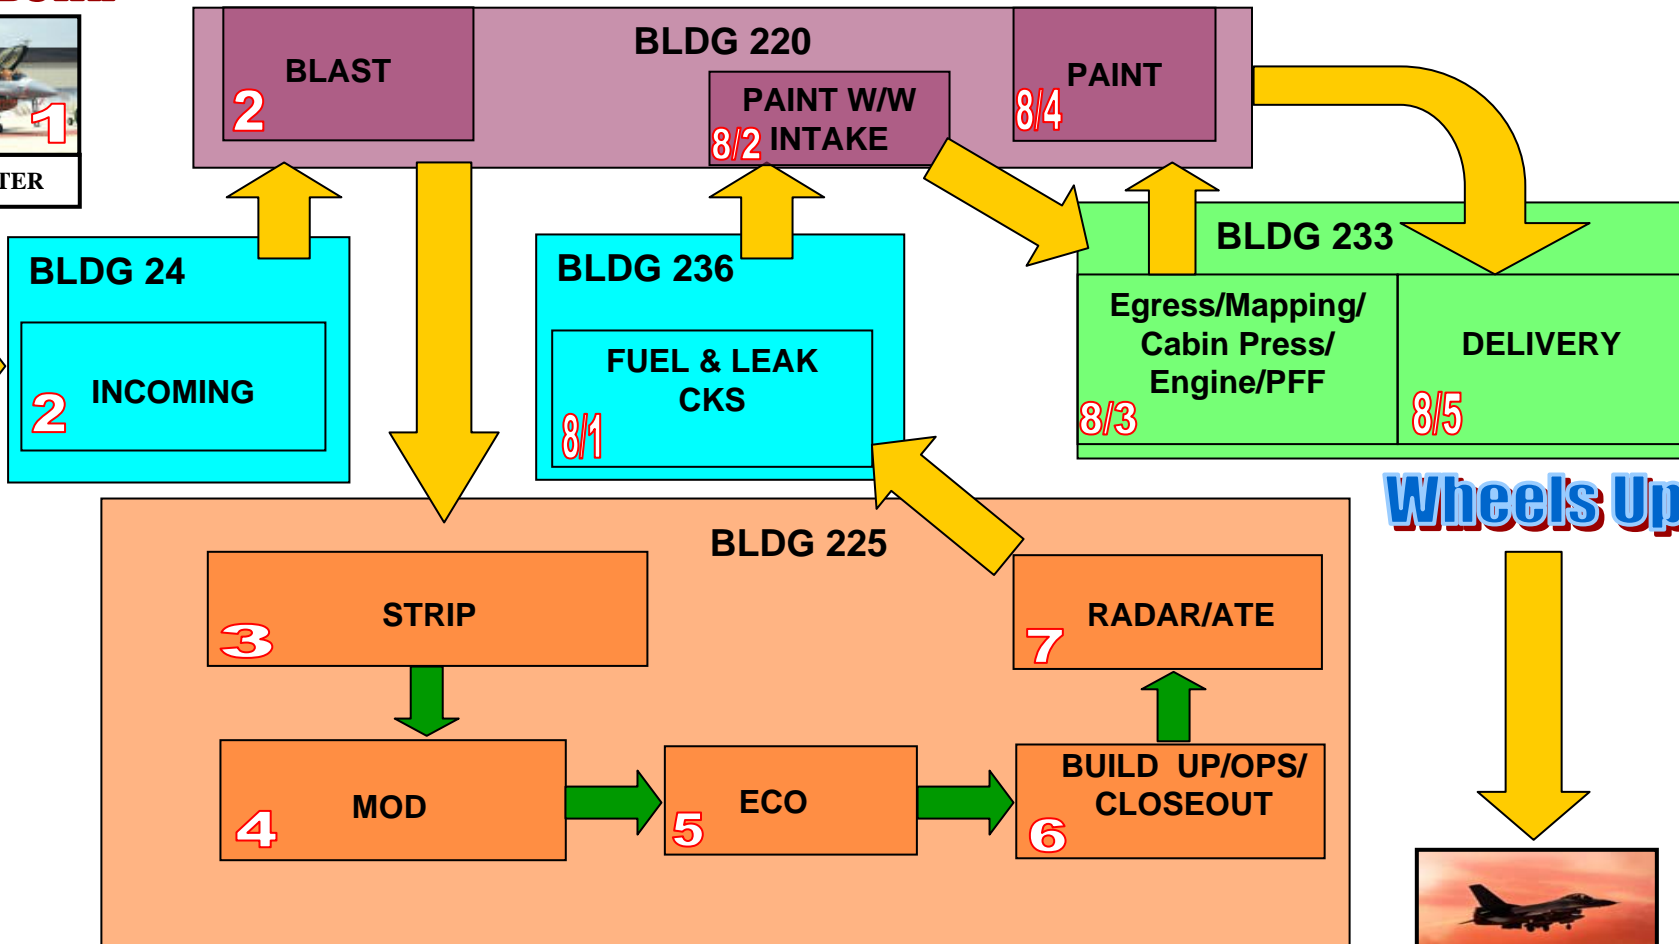 1
BLDG 220
BLAST
2
PAINT W/W
INTAKE
8/2
PAINT
8/4
BLDG 24
INCOMING
2
BLDG 236
FUEL & LEAK
CKS
8/1
BLDG 233
Egress/Mapping/
Cabin Press/
Engine/PFF
8/3
DELIVERY
8/5
Wheels Up
BLDG 225
STRIP
3
RADAR/ATE
7
MOD
4
ECO
5
BUILD UP/OPS/
CLOSEOUT
6